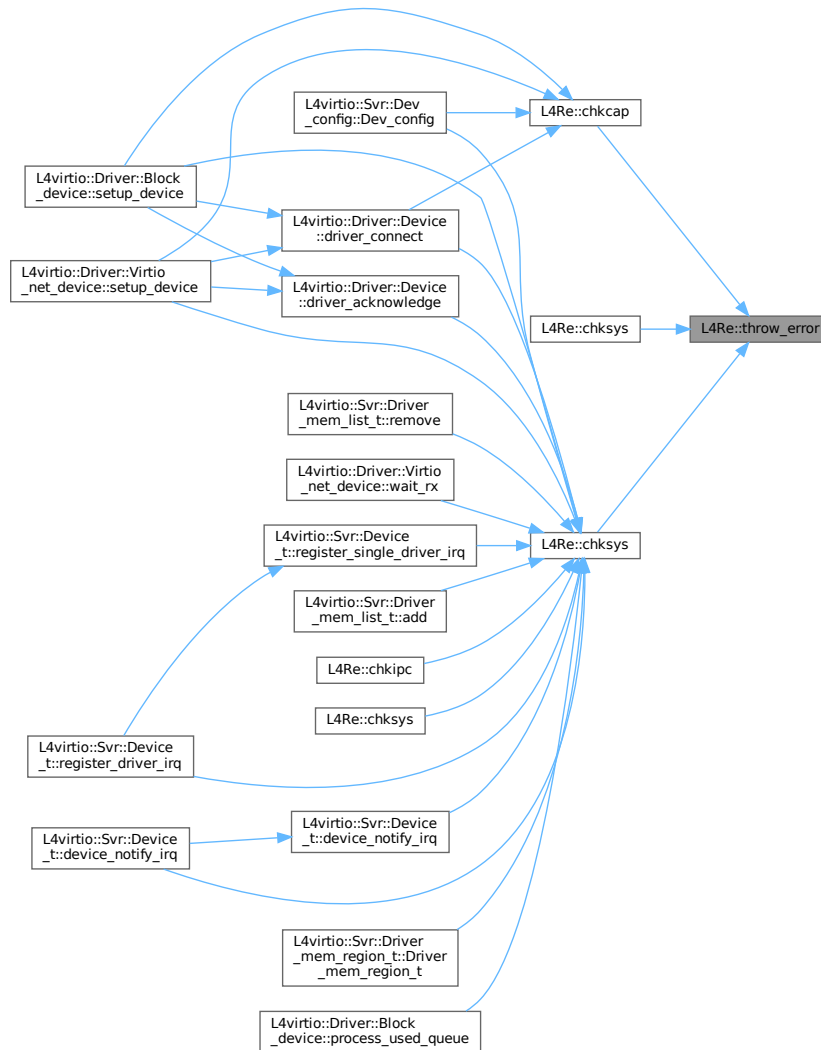 L4virtio::Svr::Dev
_config::Dev_config
L4Re::chkcap
L4virtio::Driver::Block
_device::setup_device
L4virtio::Driver::Device
::driver_connect
L4virtio::Driver::Virtio
_net_device::setup_device
L4virtio::Driver::Device
::driver_acknowledge
L4Re::chksys
L4Re::throw_error
L4virtio::Svr::Driver
_mem_list_t::remove
L4virtio::Driver::Virtio
_net_device::wait_rx
L4virtio::Svr::Device
_t::register_single_driver_irq
L4Re::chksys
L4virtio::Svr::Driver
_mem_list_t::add
L4Re::chkipc
L4Re::chksys
L4virtio::Svr::Device
_t::register_driver_irq
L4virtio::Svr::Device
_t::device_notify_irq
L4virtio::Svr::Device
_t::device_notify_irq
L4virtio::Svr::Driver
_mem_region_t::Driver
_mem_region_t
L4virtio::Driver::Block
_device::process_used_queue